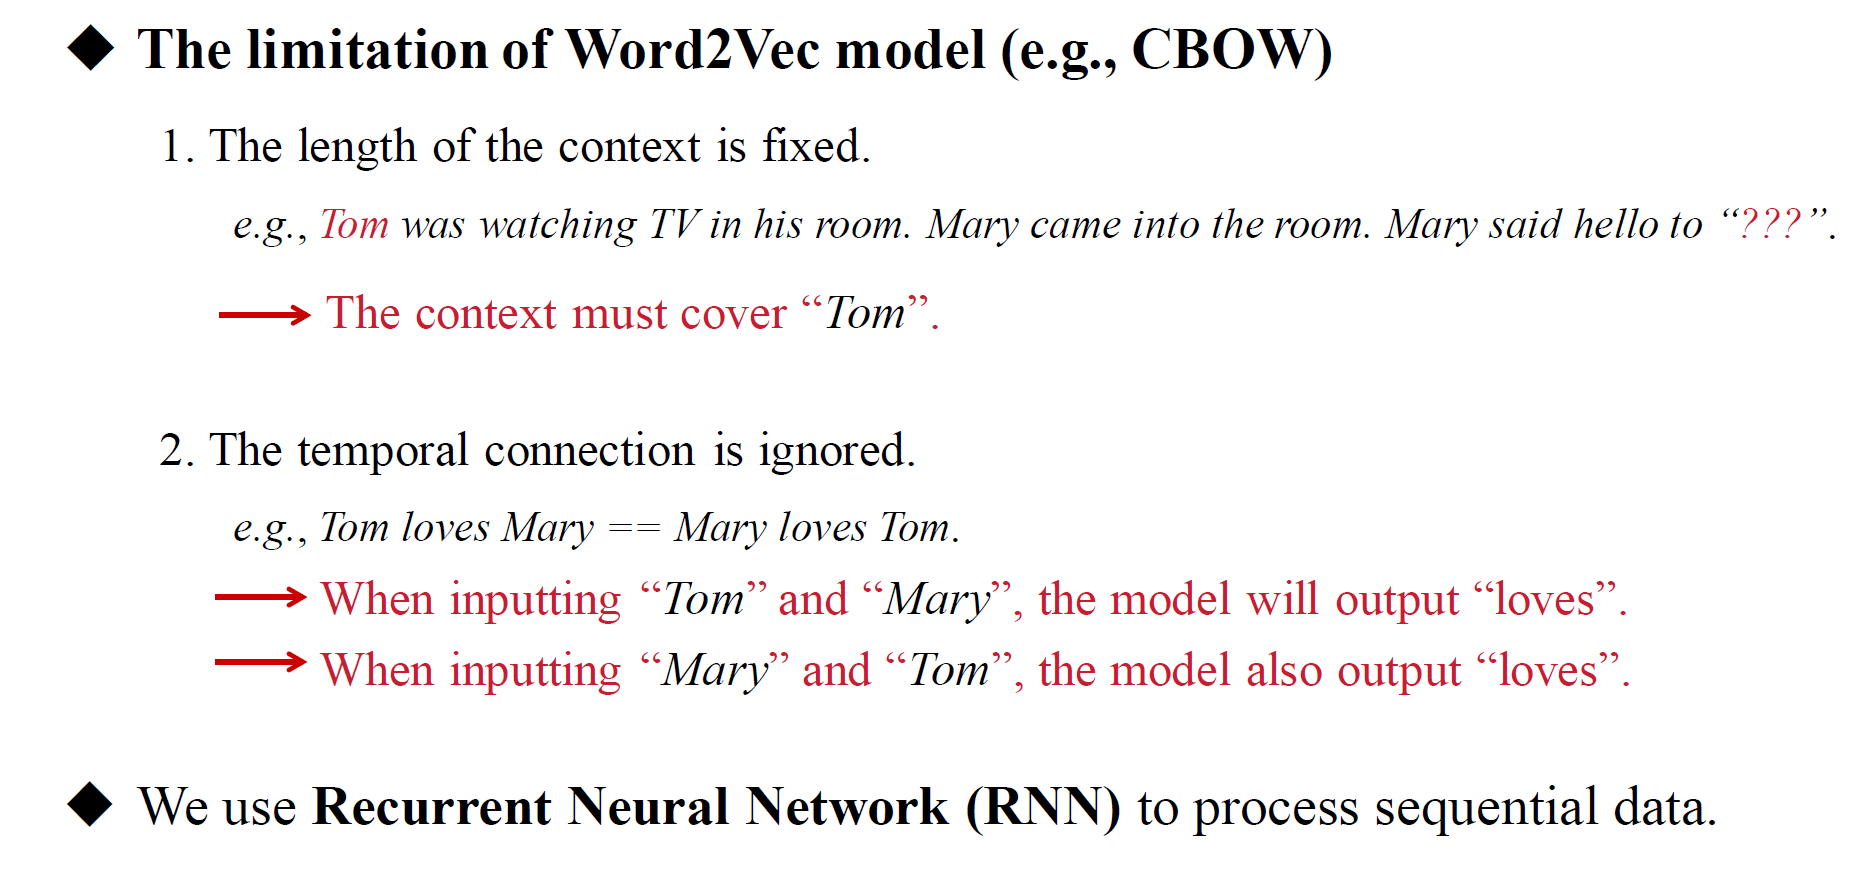 ◆ The limitation of Word2Vec model (e.g., CBOW)
1. The length of the context is fixed.
e.g., Tom was watching TV in his room. Mary came into the room. Mary said hello to “???”.
The context must cover “Tom”.
2. The temporal connection is ignored.
e.g., Tom loves Mary == Mary loves Tom.
When inputting “Tom” and “Mary”, the model will output “loves”.
When inputting “Mary” and “Tom”, the model also output “loves”.
◆ We use Recurrent Neural Network (RNN) to process sequential data.